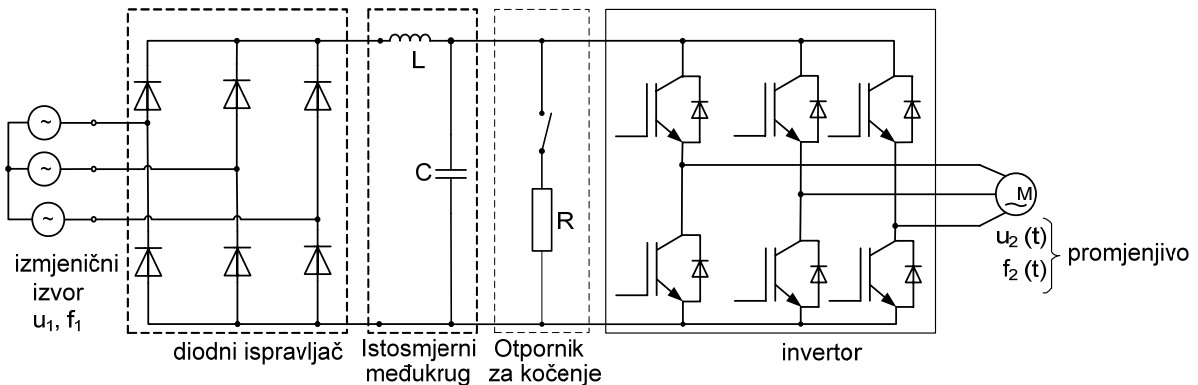 ~
~
~
L
C
R
M
~
u₂ (t)
f₂ (t)
promjenjivo
izmjenični
izvor
u₁, f₁
diodni ispravljač
Istosmjerni
međukrug
Otpornik
za kočenje
invertor